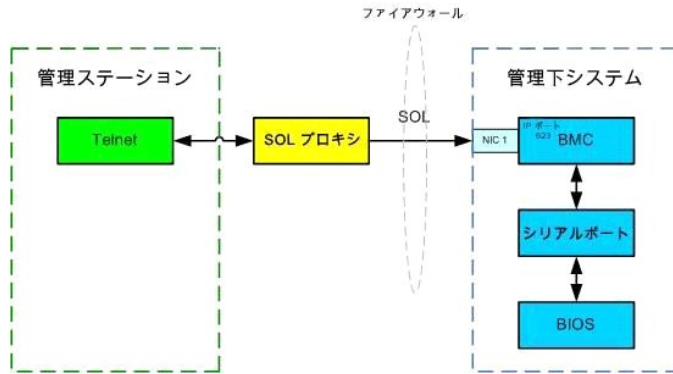 ファイアウォール
管理ステーション
管理下システム
Telnet
SOL プロキシ
SOL
NIC 1
IP ポート
623
BMC
シリアルポート
BIOS